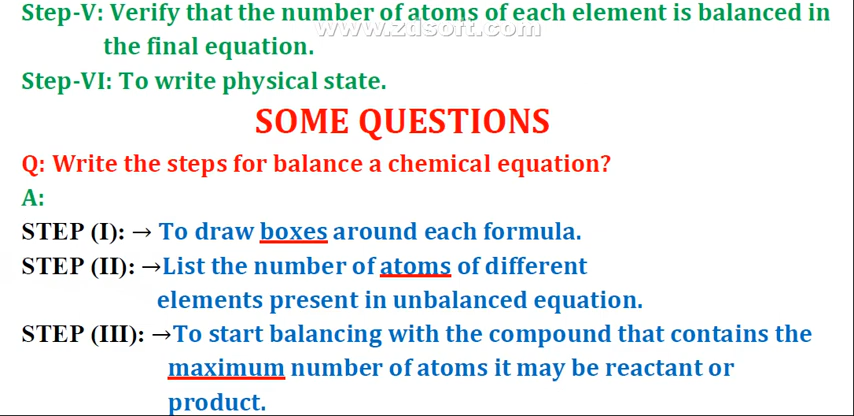 Step-V: Verify that the number of atoms of each element is balanced in
www.zdsoft.com
the final equation.
Step-VI: To write physical state.
SOME QUESTIONS
Q: Write the steps for balance a chemical equation?
A:
STEP (I): → To draw boxes around each formula.
STEP (II): →List the number of atoms of different
elements present in unbalanced equation.
STEP (III): →To start balancing with the compound that contains the
maximum number of atoms it may be reactant or
product.